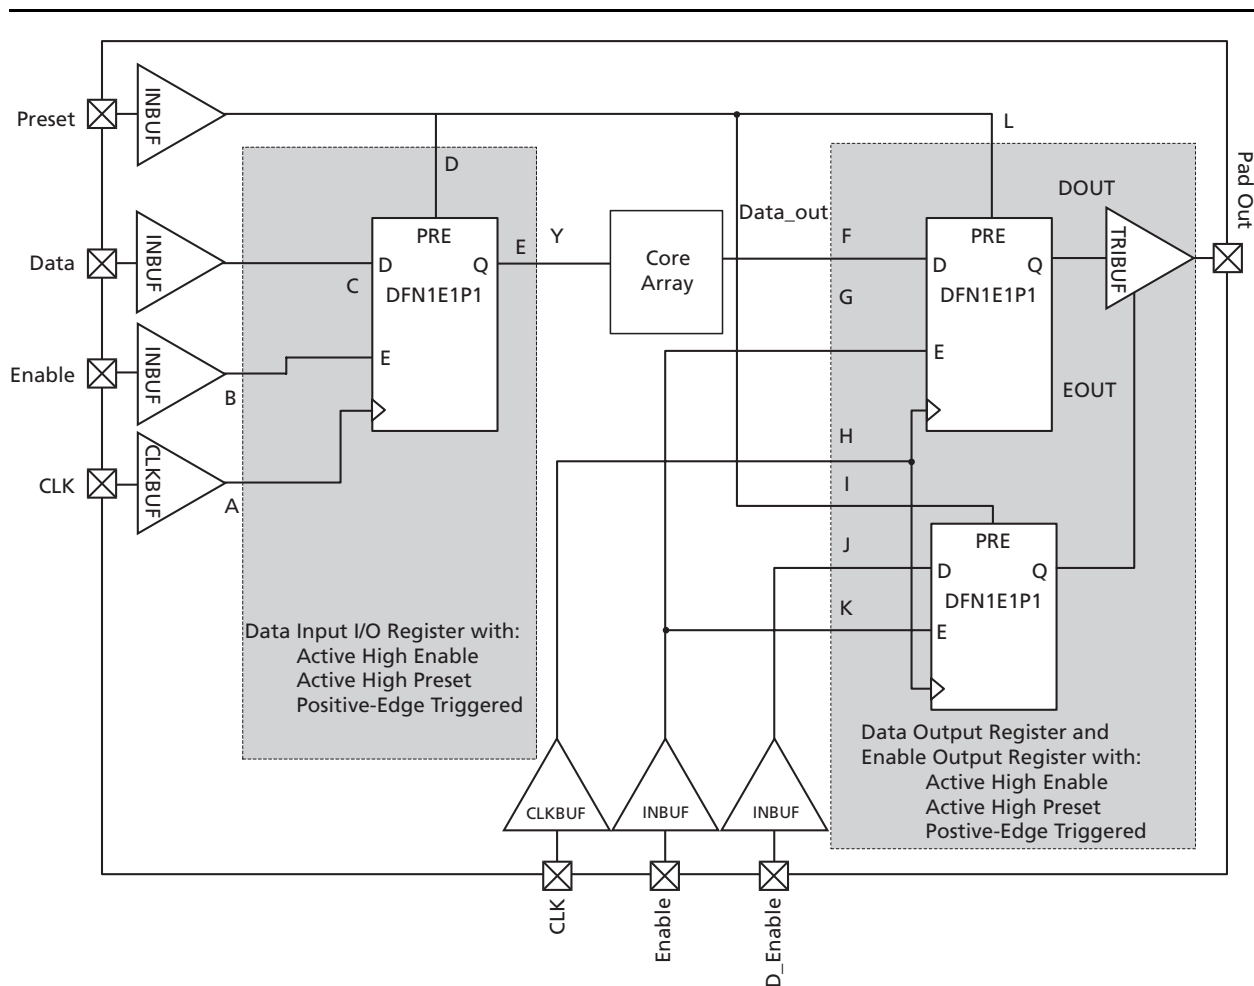 Preset
INBUF
L
D
Pad Out
DOUT
Data
INBUF
PRE
D
Q
C
DFN1E1P1
E
Y
Core
Array
Data_out
F
G
PRE
D
Q
DFN1E1P1
E
TRIBUF
Enable
INBUF
B
E
EOUT
CLK
CLKBUF
A
H
I
J
K
PRE
D
Q
DFN1E1P1
E
Data Input I/O Register with:
Active High Enable
Active High Preset
Positive-Edge Triggered
Data Output Register and
Enable Output Register with:
Active High Enable
Active High Preset
Postive-Edge Triggered
CLKBUF
INBUF
INBUF
CLK
Enable
D_Enable